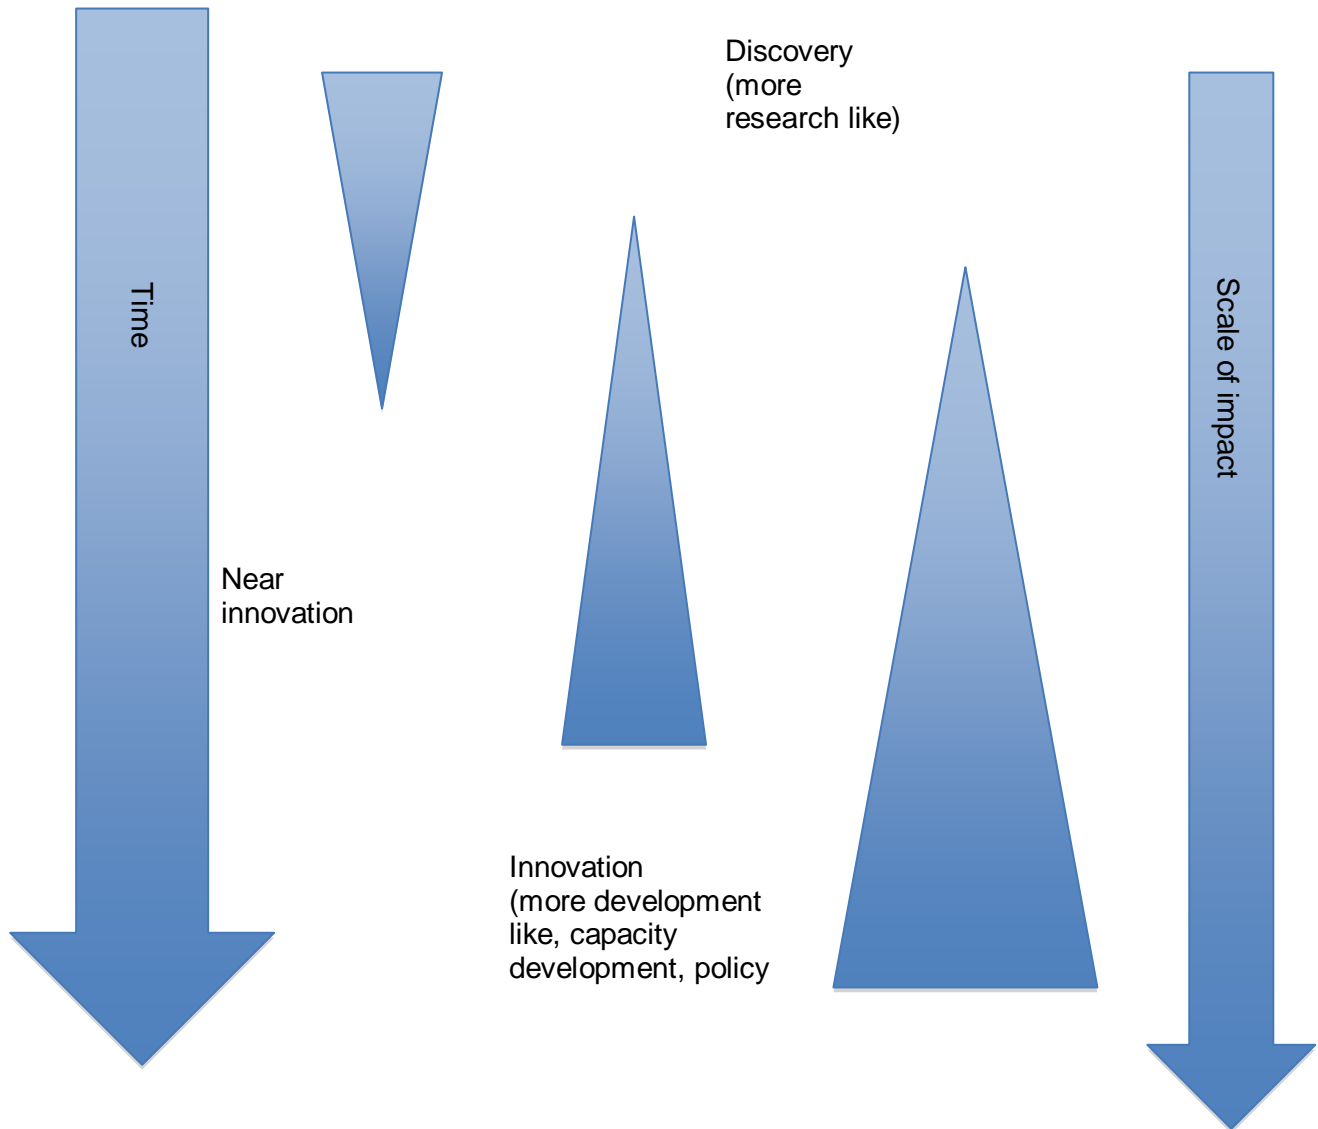 Discovery
(more
research like)
Time
Scale of impact
Near
innovation
Innovation
(more development
like, capacity
development, policy